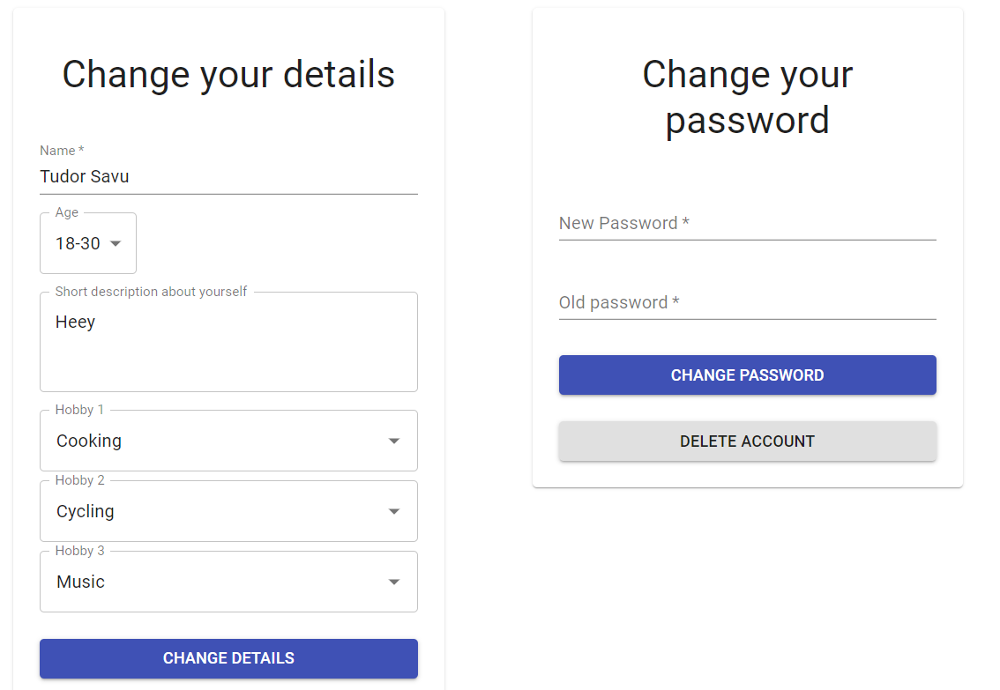 Change your details
Name *
Tudor Savu
Age
18-30
Short description about yourself
Heey
Hobby 1
Cooking
Hobby 2
Cycling
Hobby 3
Music
CHANGE DETAILS
Change your
password
New Password *
Old password *
CHANGE PASSWORD
DELETE ACCOUNT